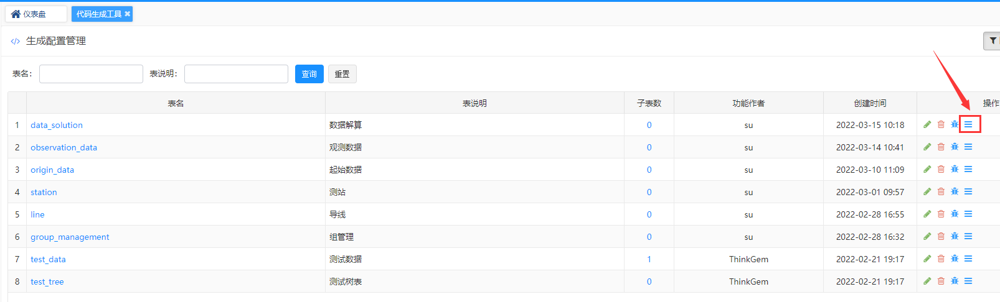 仪表盘 代码生成工具
生成配置管理
表名： 表说明： 查询 重置
表名 表说明 子表数 功能作者 创建时间 操作
1 data_solution 数据解算 0 su 2022-03-15 10:18
2 observation_data 观测数据 0 su 2022-03-14 10:41
3 origin_data 起始数据 0 su 2022-03-10 11:09
4 station 测站 0 su 2022-03-01 09:57
5 line 导线 0 su 2022-02-28 16:55
6 group_management 组管理 0 su 2022-02-28 16:32
7 test_data 测试数据 1 ThinkGem 2022-02-21 19:17
8 test_tree 测试树表 0 ThinkGem 2022-02-21 19:17